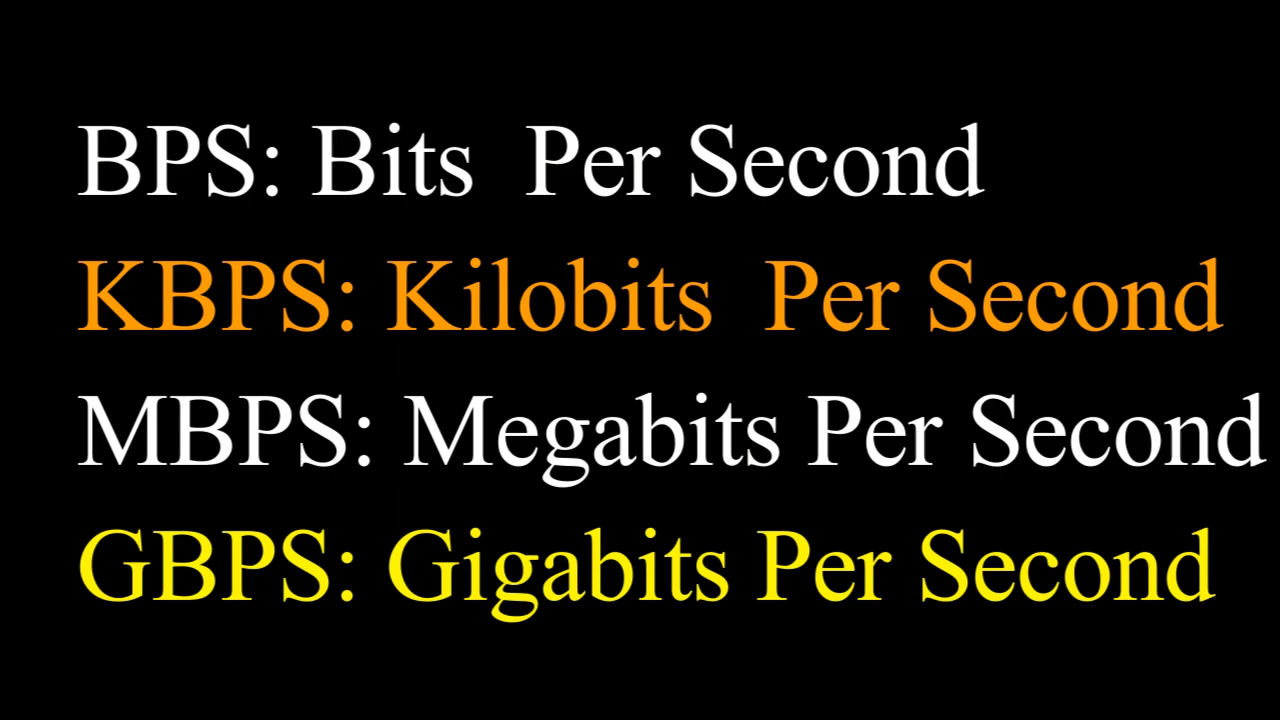 BPS: Bits Per Second
KBPS: Kilobits Per Second
MBPS: Megabits Per Second
GBPS: Gigabits Per Second